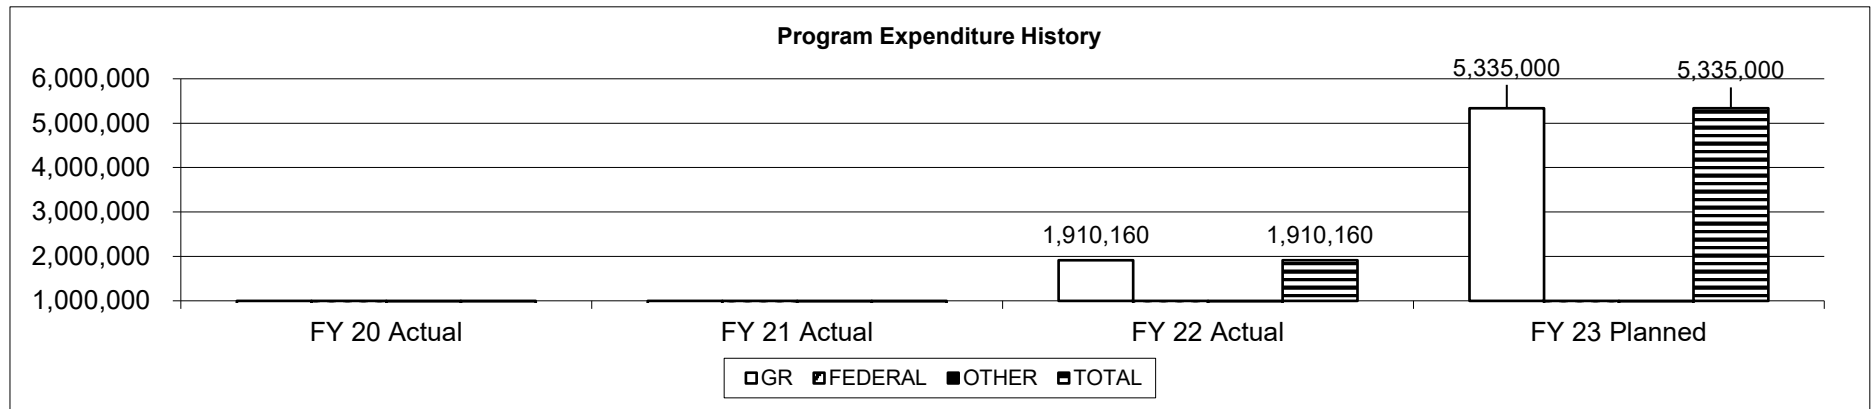 Program Expenditure History
6,000,000
5,000,000
4,000,000
3,000,000
2,000,000
1,000,000
5,335,000 5,335,000
1,910,160 1,910,160
FY 20 Actual FY 21 Actual FY 22 Actual FY 23 Planned
GR FEDERAL OTHER TOTAL